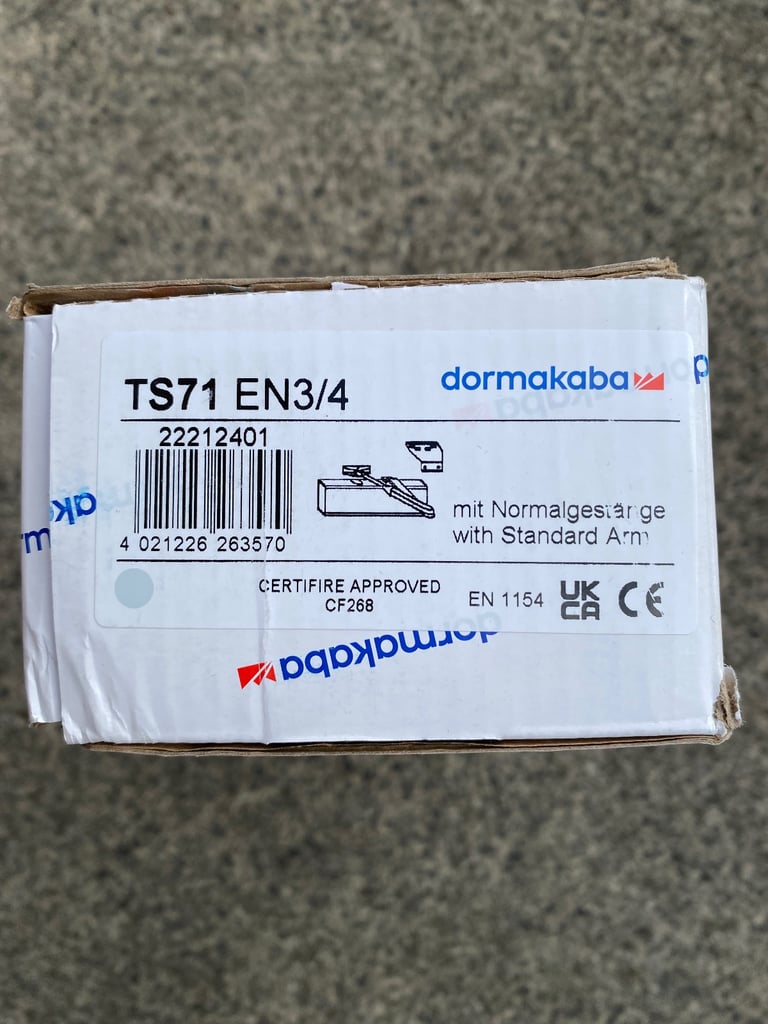 TS71 EN3/4
dormakaba
22212401
4 021226 263570
mit Normalgestänge
with Standard Arm
CERTIFIRE APPROVED
CF268
EN 1154
UK
CA
CE
dormakaba